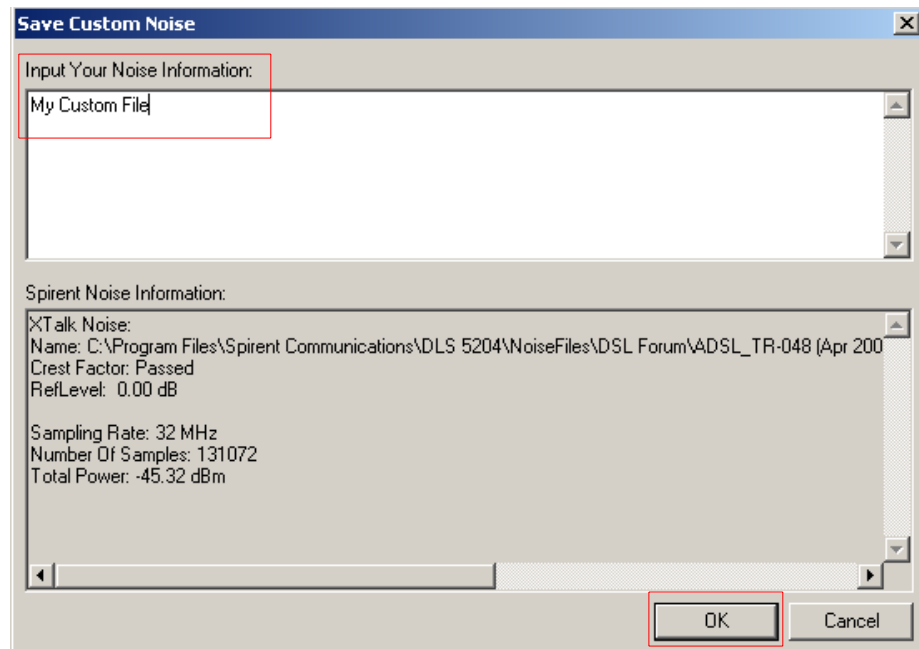 Save Custom Noise
Input Your Noise Information:
My Custom File
Spirent Noise Information:
XTalk Noise:
Name: C:\Program Files\Spirent Communications\DLS 5204\NoiseFiles\DSL Forum\ADSL_TR-048 (Apr 200
Crest Factor: Passed
RefLevel: 0.00 dB
Sampling Rate: 32 MHz
Number Of Samples: 131072
Total Power: -45.32 dBm
OK
Cancel